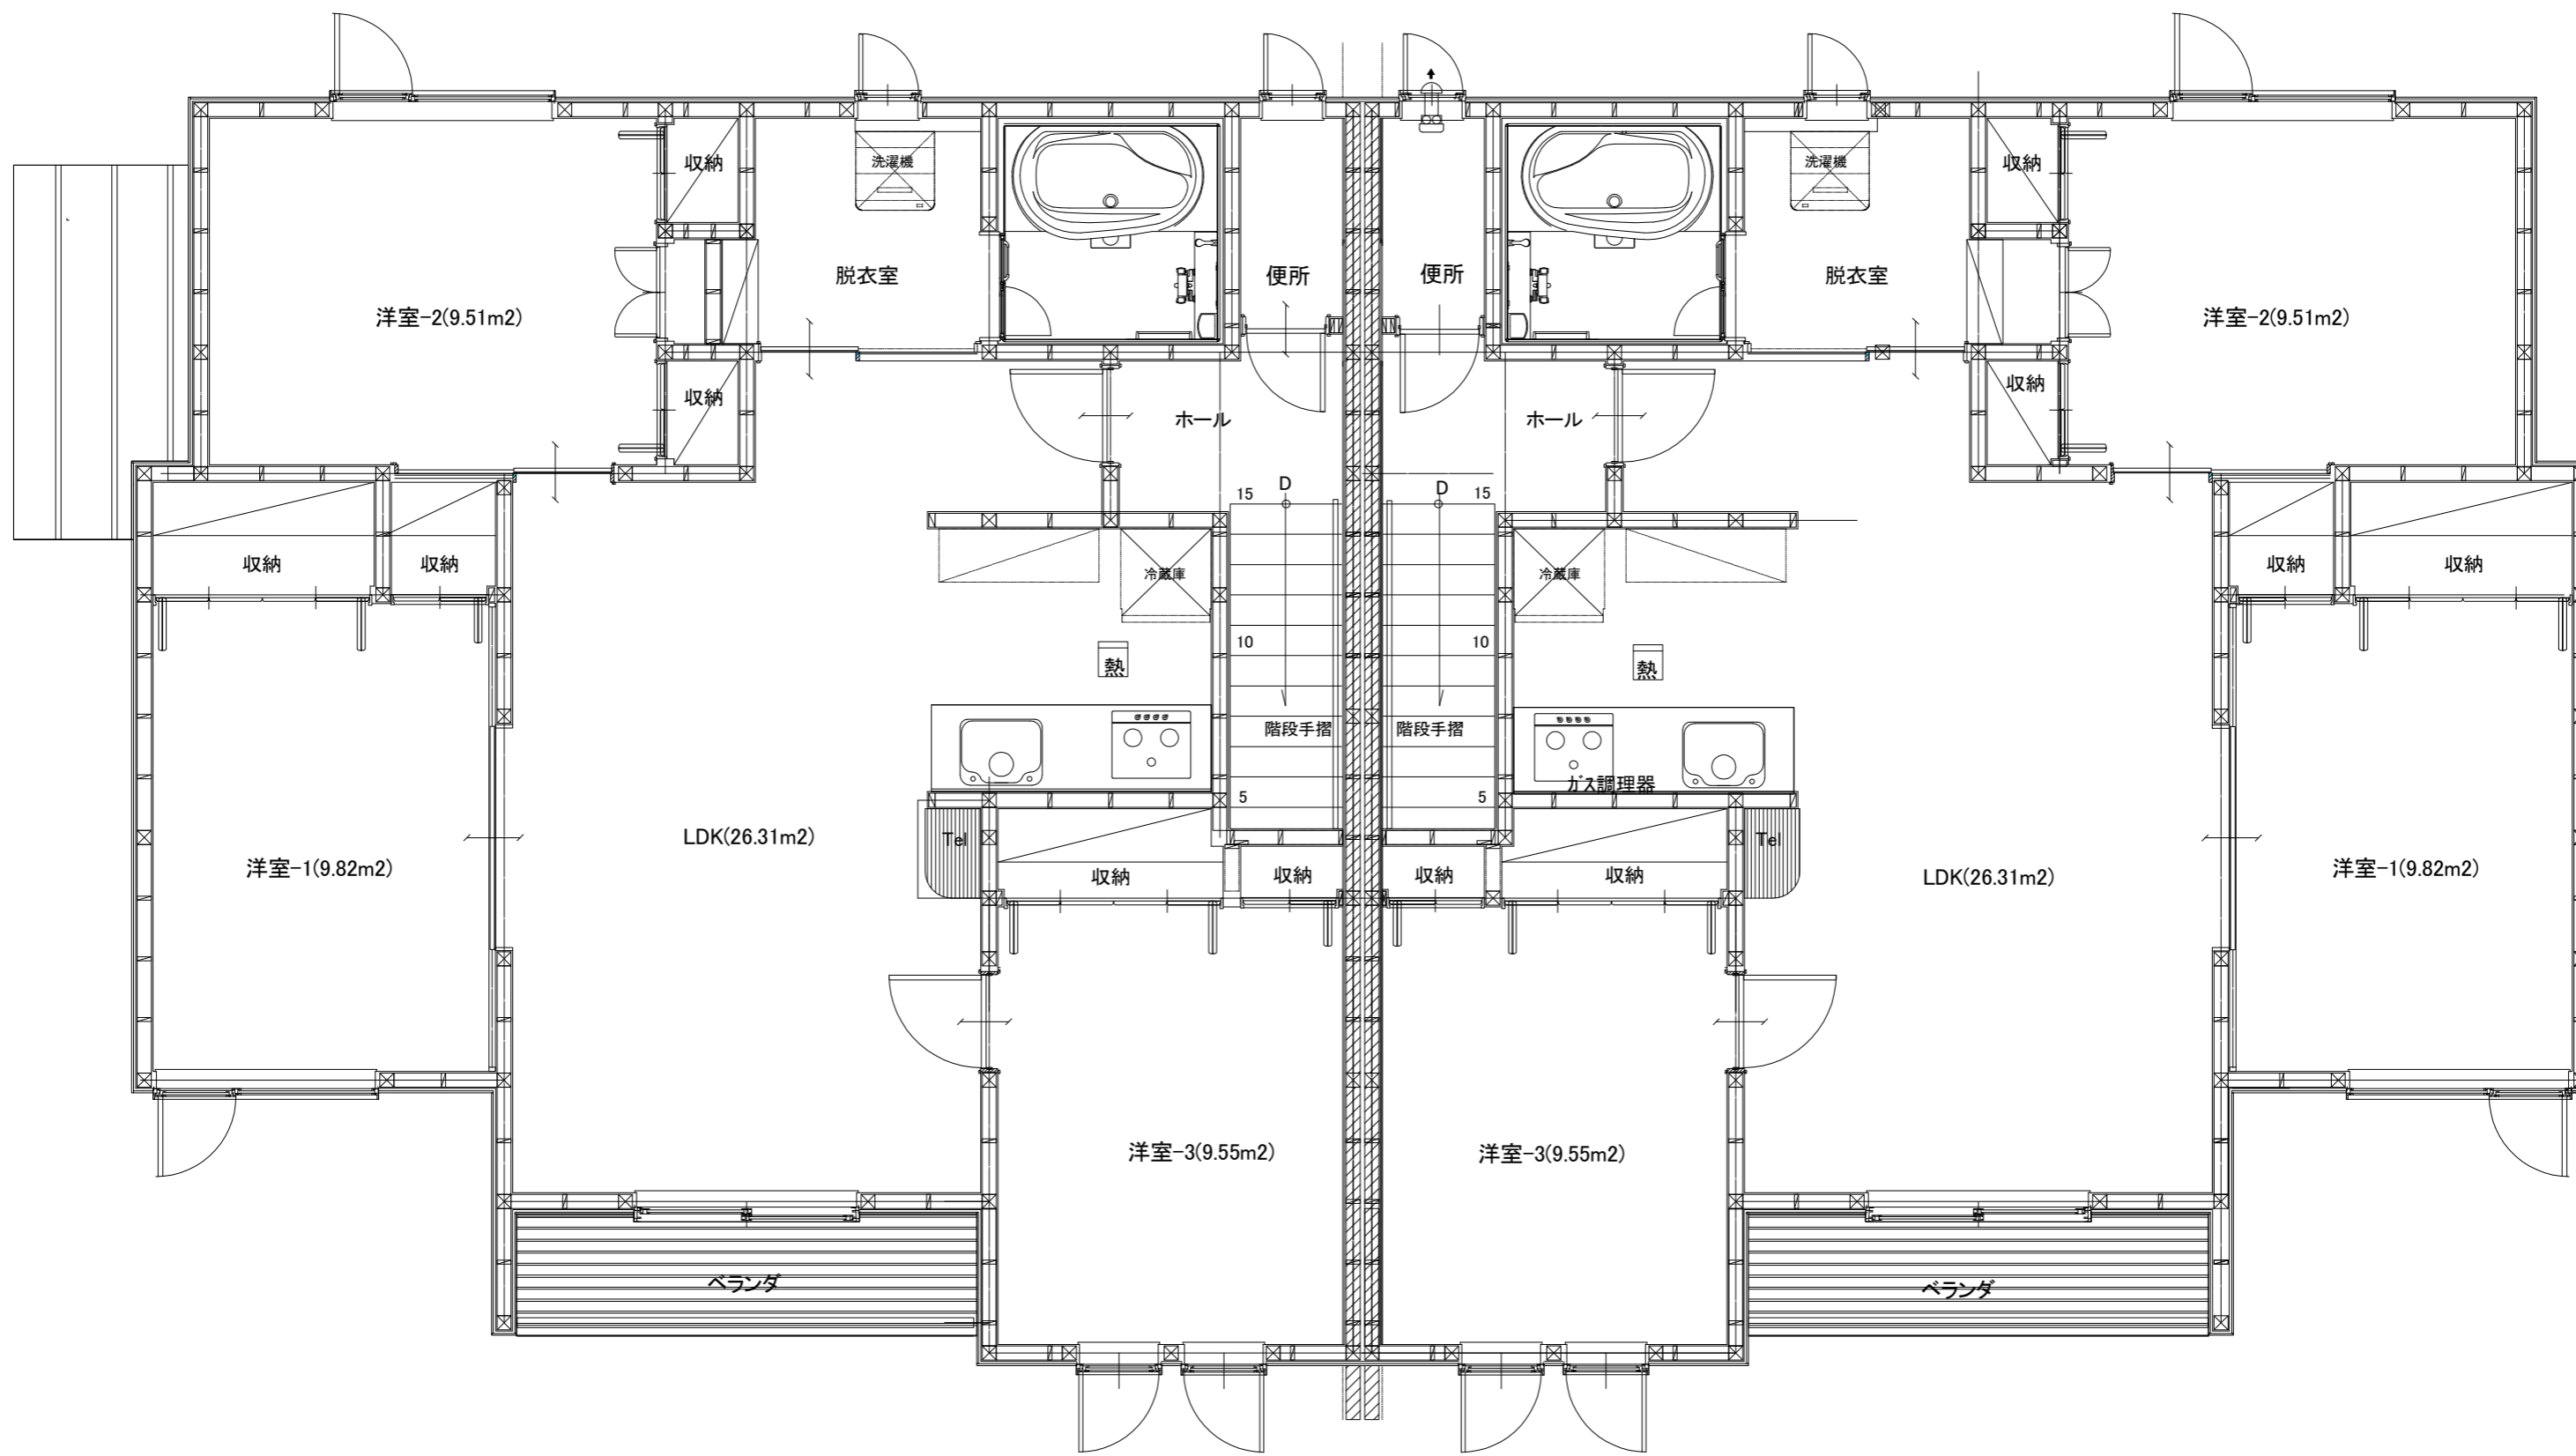 収納
洗濯機
洗濯機
収納
脱衣室
便所
便所
脱衣室
洋室-2(9.51m2)
洋室-2(9.51m2)
収納
ホール
ホール
収納
15
D
D
15
収納
収納
冷蔵庫
冷蔵庫
収納
収納
10
10
熱
熱
階段手摺
階段手摺
ガス調理器
5
5
LDK(26.31m2)
Tel
Tel
洋室-1(9.82m2)
収納
収納
収納
収納
LDK(26.31m2)
洋室-1(9.82m2)
洋室-3(9.55m2)
洋室-3(9.55m2)
ベランダ
ベランダ